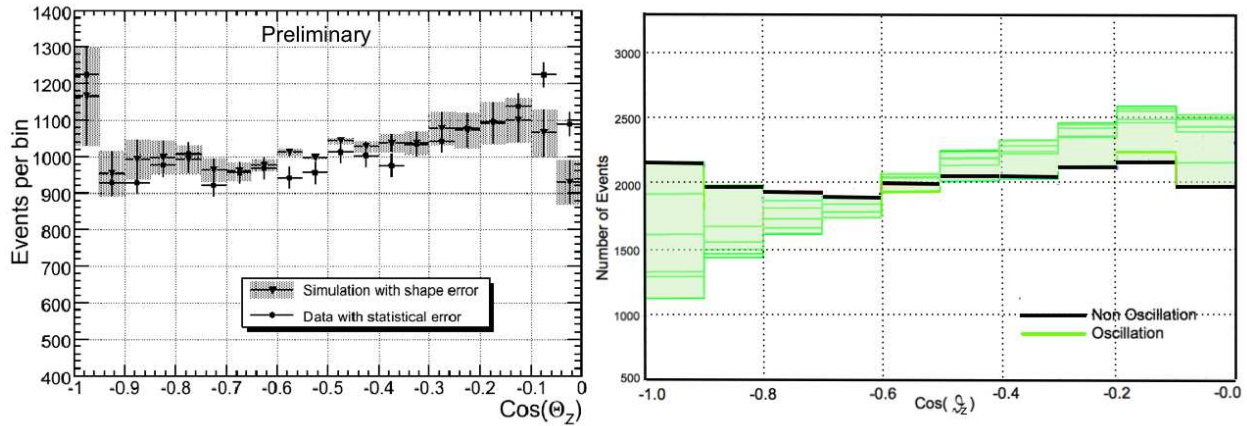 Preliminary
Events per bin
1400
1300
1200
1100
1000
900
800
700
600
500
400
Simulation with shape error
Data with statistical error
-1 -0.9 -0.8 -0.7 -0.6 -0.5 -0.4 -0.3 -0.2 -0.1 0
Cos(Θz)
Number of Events
3000
2500
2000
1500
1000
500
Non Oscillation
Oscillation
-1.0 -0.8 -0.6 -0.4 -0.2 -0.0
Cos(